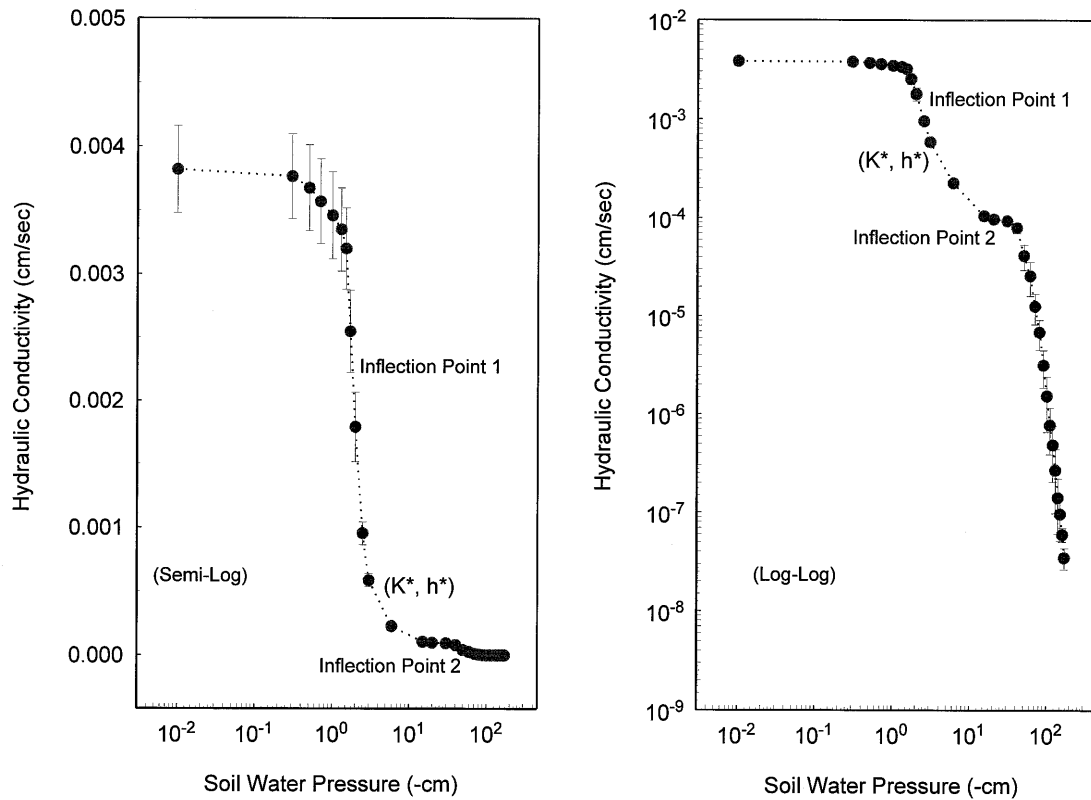 Hydraulic Conductivity (cm/sec)
0.005
0.004
0.003
0.002
0.001
0.000
Inflection Point 1
(K*, h*)
(Semi-Log)
Inflection Point 2
10-2 10-1 100 101 102
Soil Water Pressure (-cm)
Hydraulic Conductivity (cm/sec)
10-2
10-3
10-4
10-5
10-6
10-7
10-8
10-9
Inflection Point 1
(K*, h*)
Inflection Point 2
(Log-Log)
10-2 10-1 100 101 102
Soil Water Pressure (-cm)